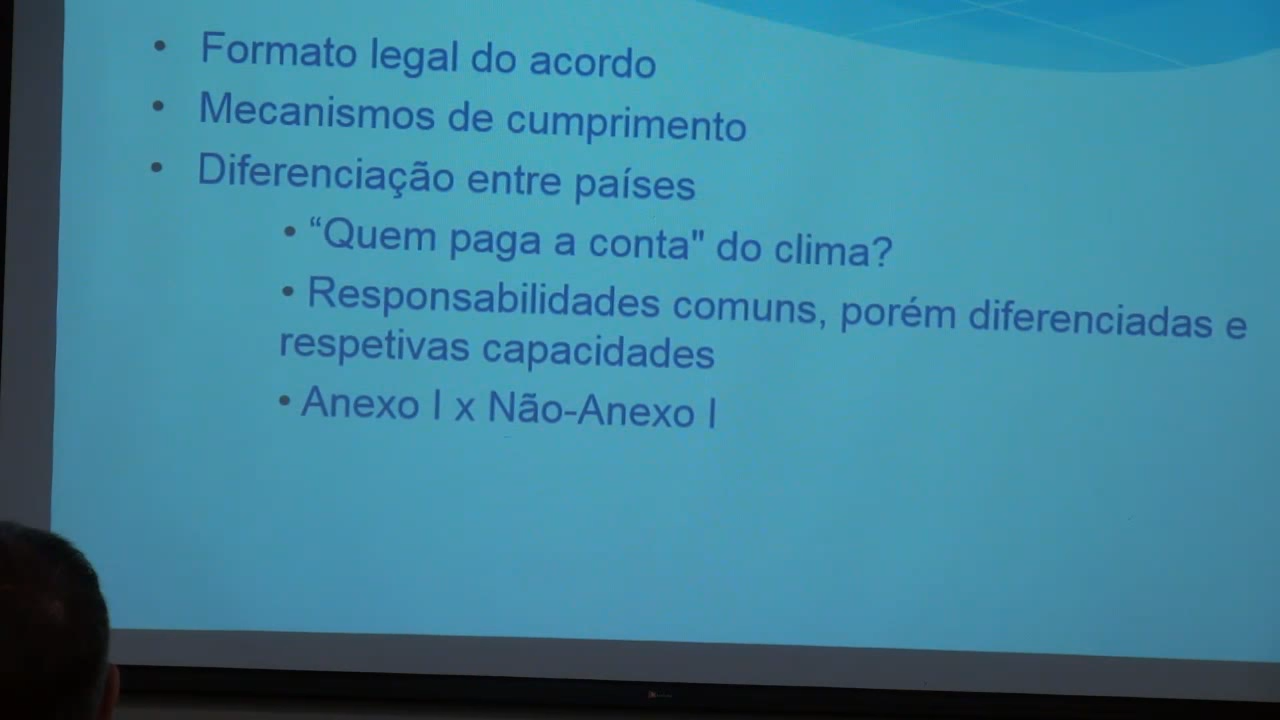 • Formato legal do acordo
• Mecanismos de cumprimento
• Diferenciação entre países
• “Quem paga a conta" do clima?
• Responsabilidades comuns, porém diferenciadas e
respetivas capacidades
• Anexo I x Não-Anexo I